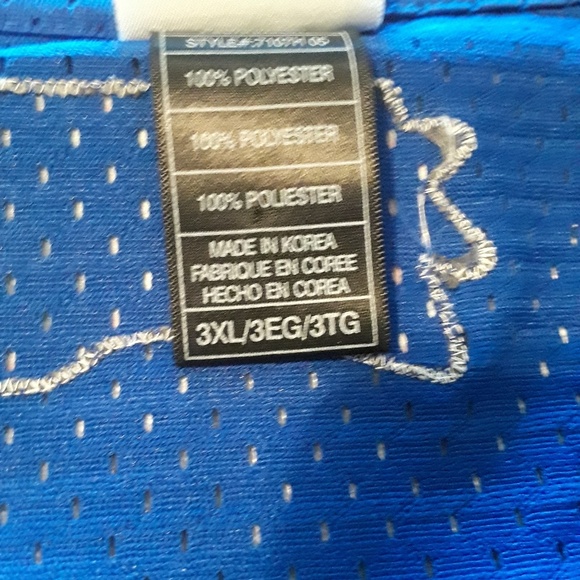 100% POLYESTER
100% POLYESTER
100% POLIESTER
MADE IN KOREA
FABRIQUE EN COREE
HECHO EN COREA
3XL/3EG/3TG